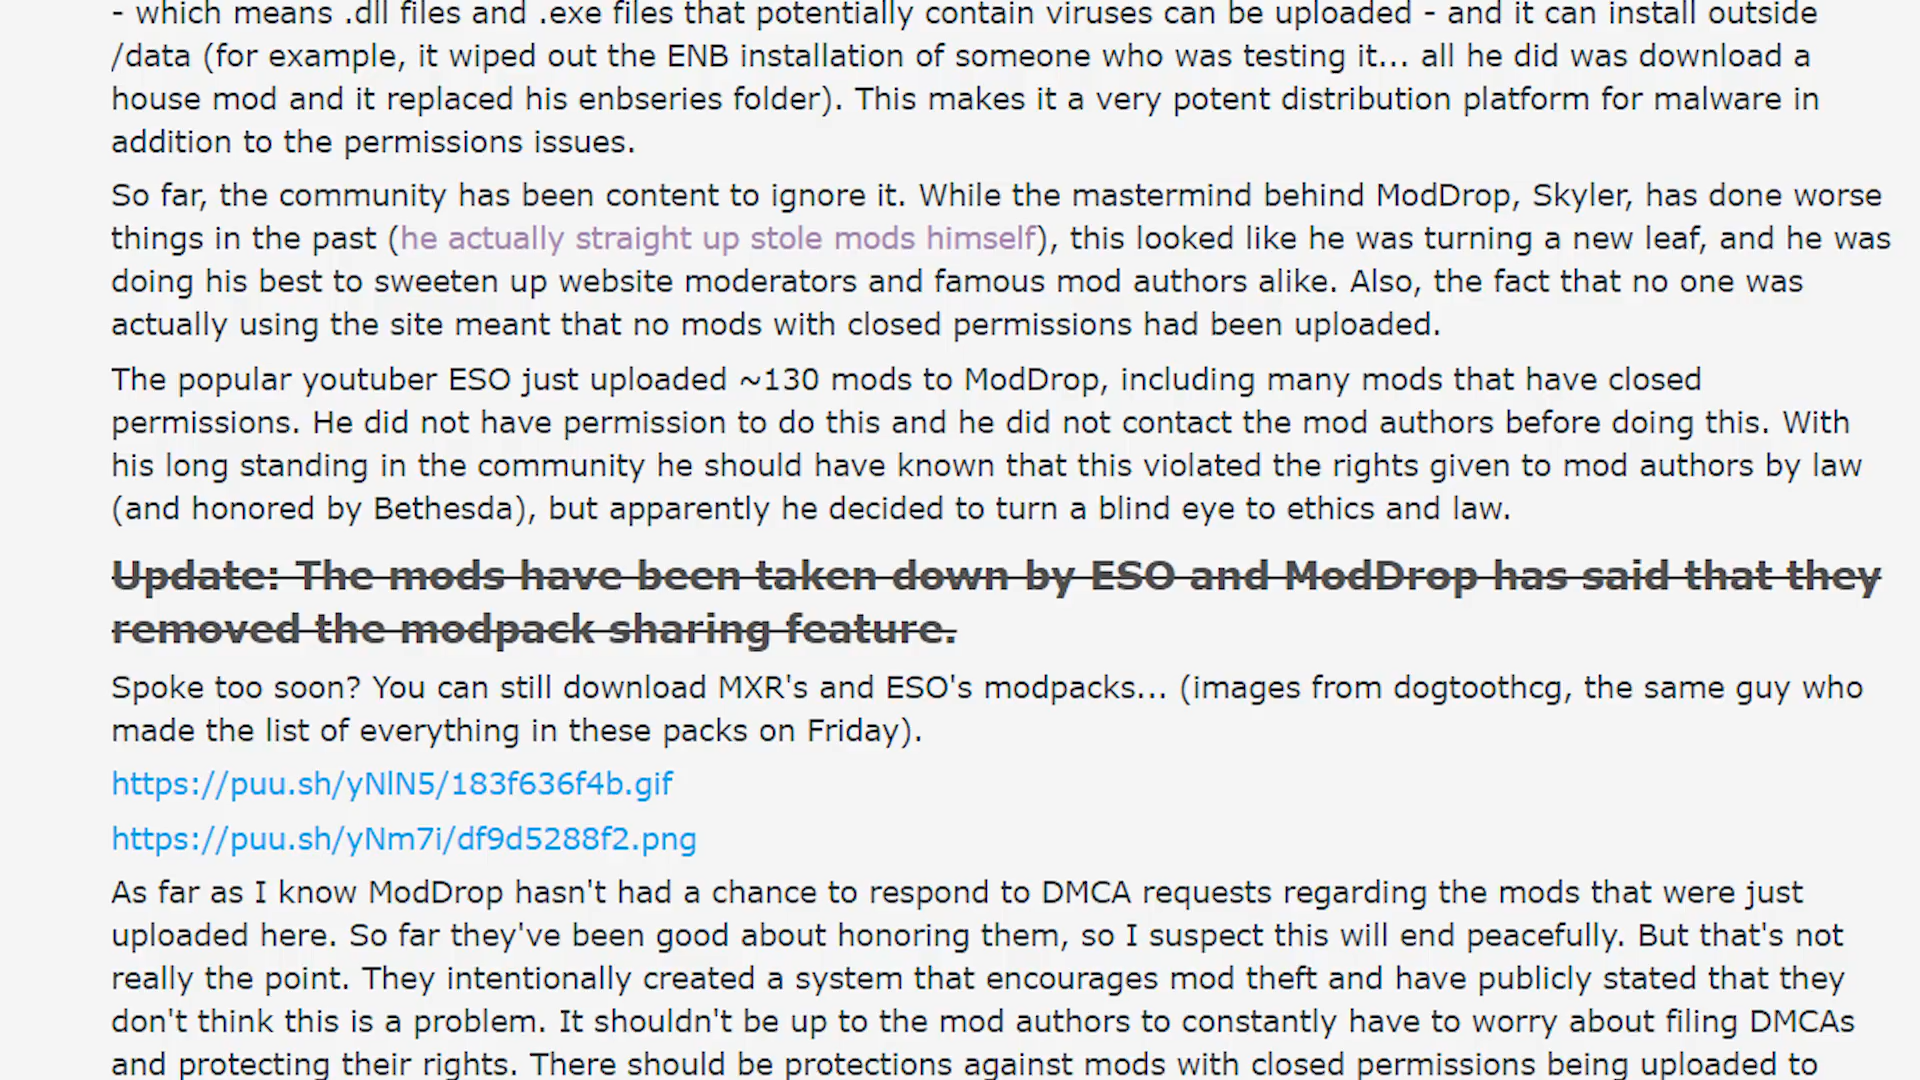 - which means .dll files and .exe files that potentially contain viruses can be uploaded - and it can install outside
/data (for example, it wiped out the ENB installation of someone who was testing it... all he did was download a
house mod and it replaced his enbseries folder). This makes it a very potent distribution platform for malware in
addition to the permissions issues.
So far, the community has been content to ignore it. While the mastermind behind ModDrop, Skyler, has done worse
things in the past (he actually straight up stole mods himself), this looked like he was turning a new leaf, and he was
doing his best to sweeten up website moderators and famous mod authors alike. Also, the fact that no one was
actually using the site meant that no mods with closed permissions had been uploaded.
The popular youtuber ESO just uploaded ~130 mods to ModDrop, including many mods that have closed
permissions. He did not have permission to do this and he did not contact the mod authors before doing this. With
his long standing in the community he should have known that this violated the rights given to mod authors by law
(and honored by Bethesda), but apparently he decided to turn a blind eye to ethics and law.
Update: The mods have been taken down by ESO and ModDrop has said that they
removed the modpack sharing feature.
Spoke too soon? You can still download MXR's and ESO's modpacks... (images from dogtoothcg, the same guy who
made the list of everything in these packs on Friday).
https://puu.sh/yNlN5/183f636f4b.gif
https://puu.sh/yNm7i/df9d5288f2.png
As far as I know ModDrop hasn't had a chance to respond to DMCA requests regarding the mods that were just
uploaded here. So far they've been good about honoring them, so I suspect this will end peacefully. But that's not
really the point. They intentionally created a system that encourages mod theft and have publicly stated that they
don't think this is a problem. It shouldn't be up to the mod authors to constantly have to worry about filing DMCAs
and protecting their rights. There should be protections against mods with closed permissions being uploaded to